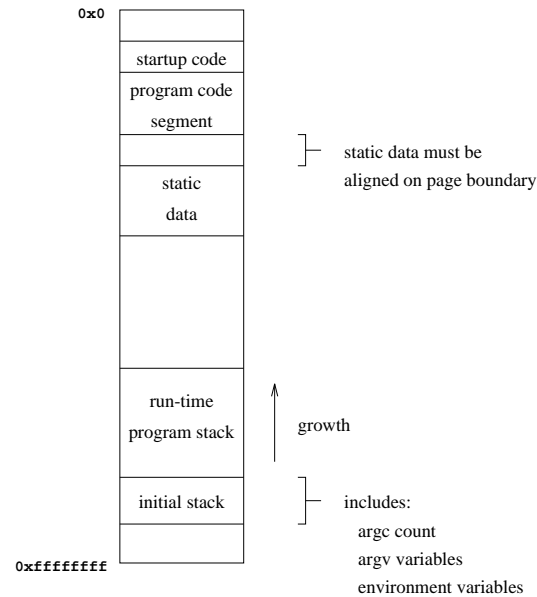 0x0
startup code
program code
segment
static data must be
aligned on page boundary
static
data
run-time
program stack
growth
initial stack
includes:
argc count
argv variables
environment variables
0xffffffff